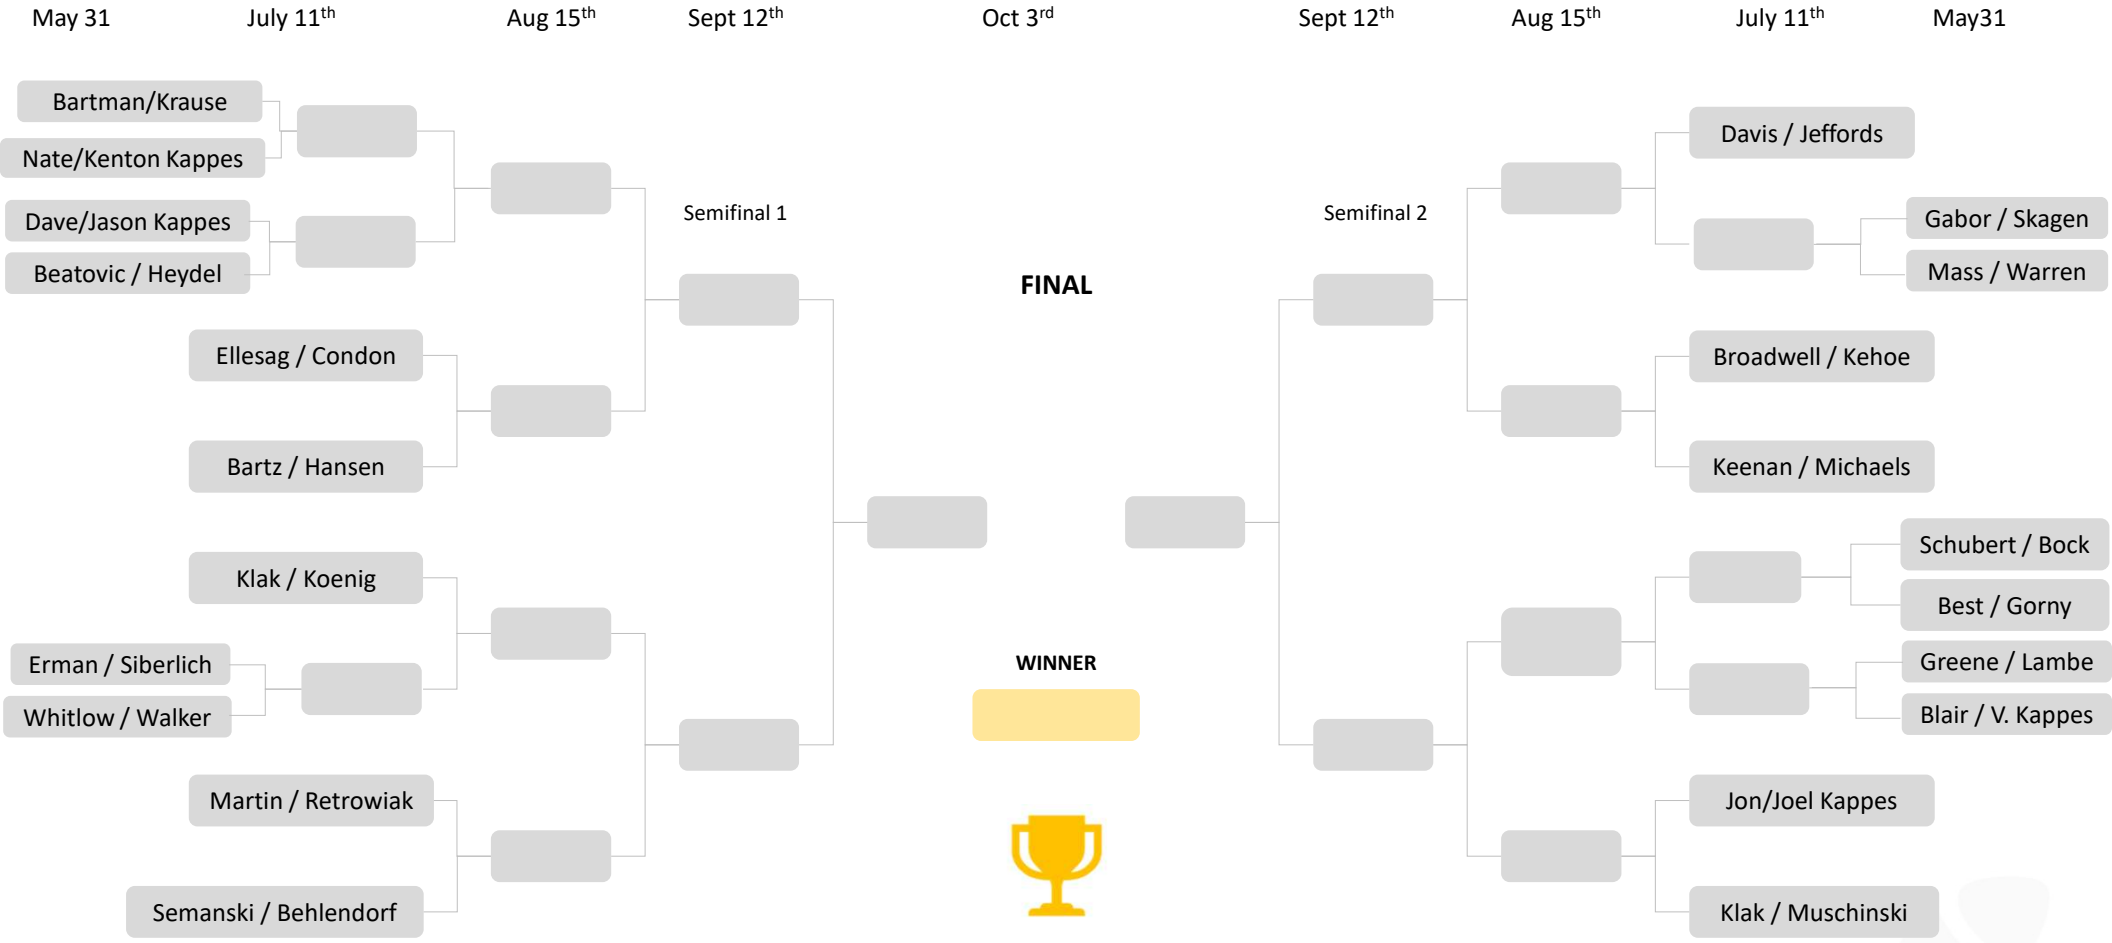 May 31
July 11th
Aug 15th
Sept 12th
Oct 3rd
Sept 12th
Aug 15th
July 11th
May31
Bartman/Krause
Nate/Kenton Kappes
Dave/Jason Kappes
Beatovic / Heydel
Ellesag / Condon
Bartz / Hansen
Klak / Koenig
Erman / Siberlich
Whitlow / Walker
Martin / Retrowiak
Semanski / Behlendorf
Semifinal 1
FINAL
WINNER
Semifinal 2
Davis / Jeffords
Gabor / Skagen
Mass / Warren
Broadwell / Kehoe
Keenan / Michaels
Schubert / Bock
Best / Gorny
Greene / Lambe
Blair / V. Kappes
Jon/Joel Kappes
Klak / Muschinski